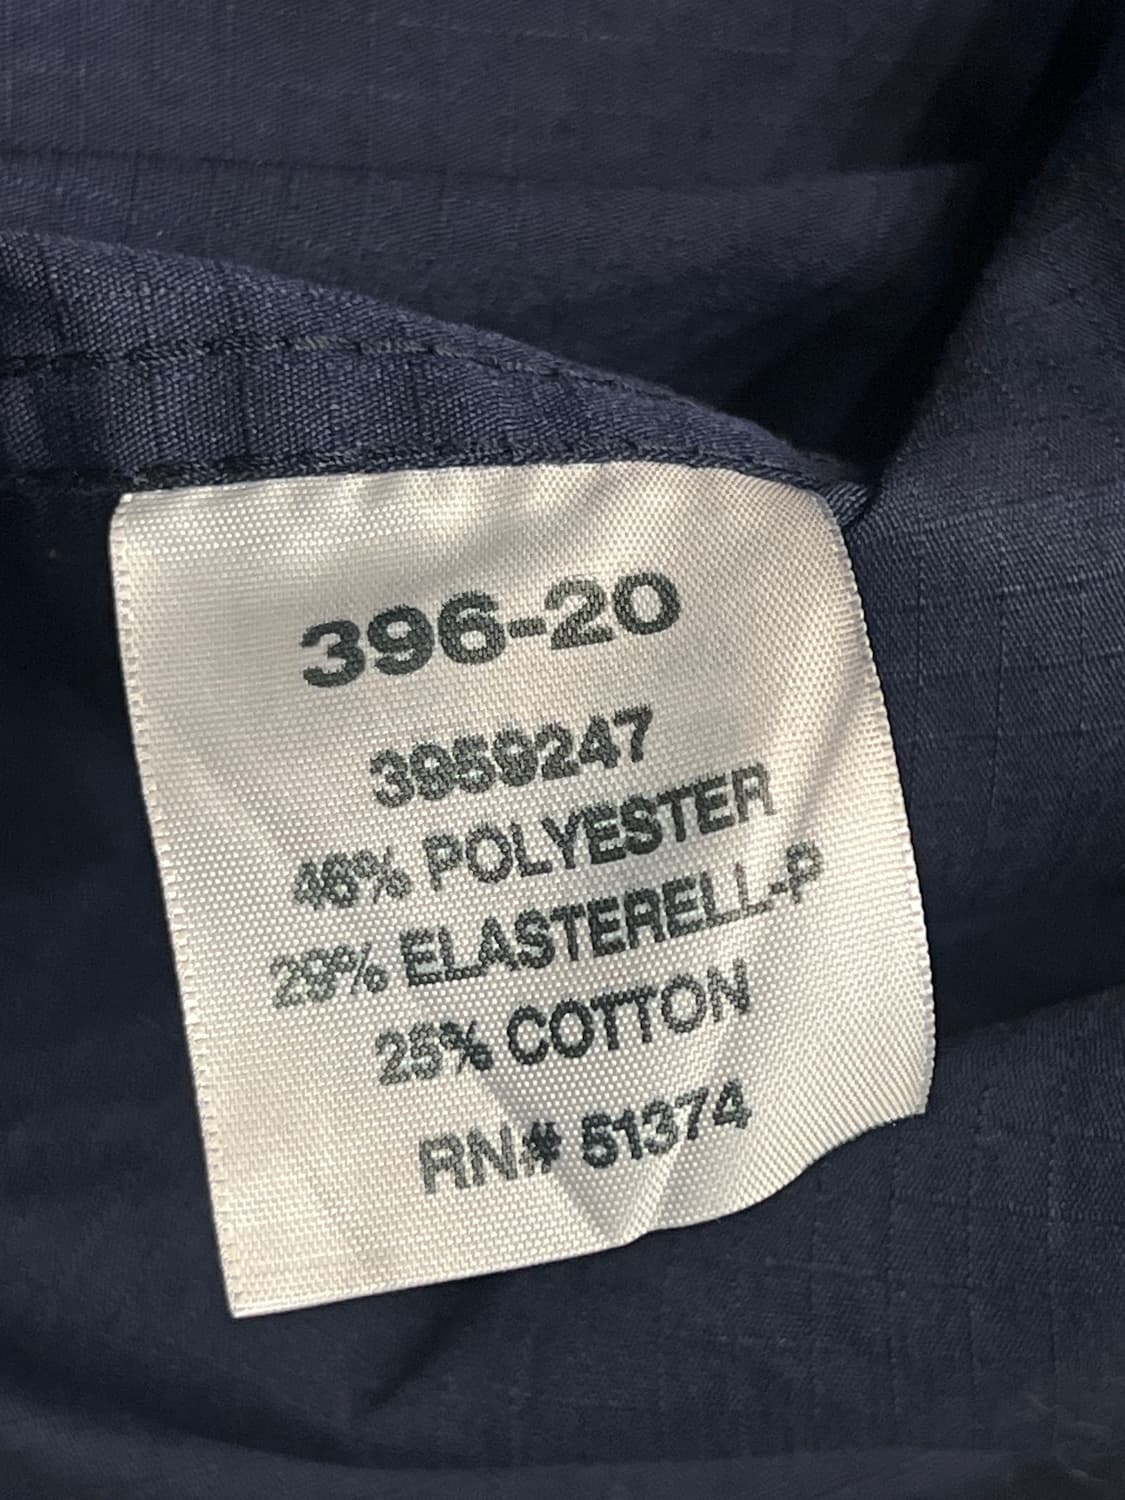 396-20
3959247
46% POLYESTER
29% ELASTERELL-P
25% COTTON
RN# 51374